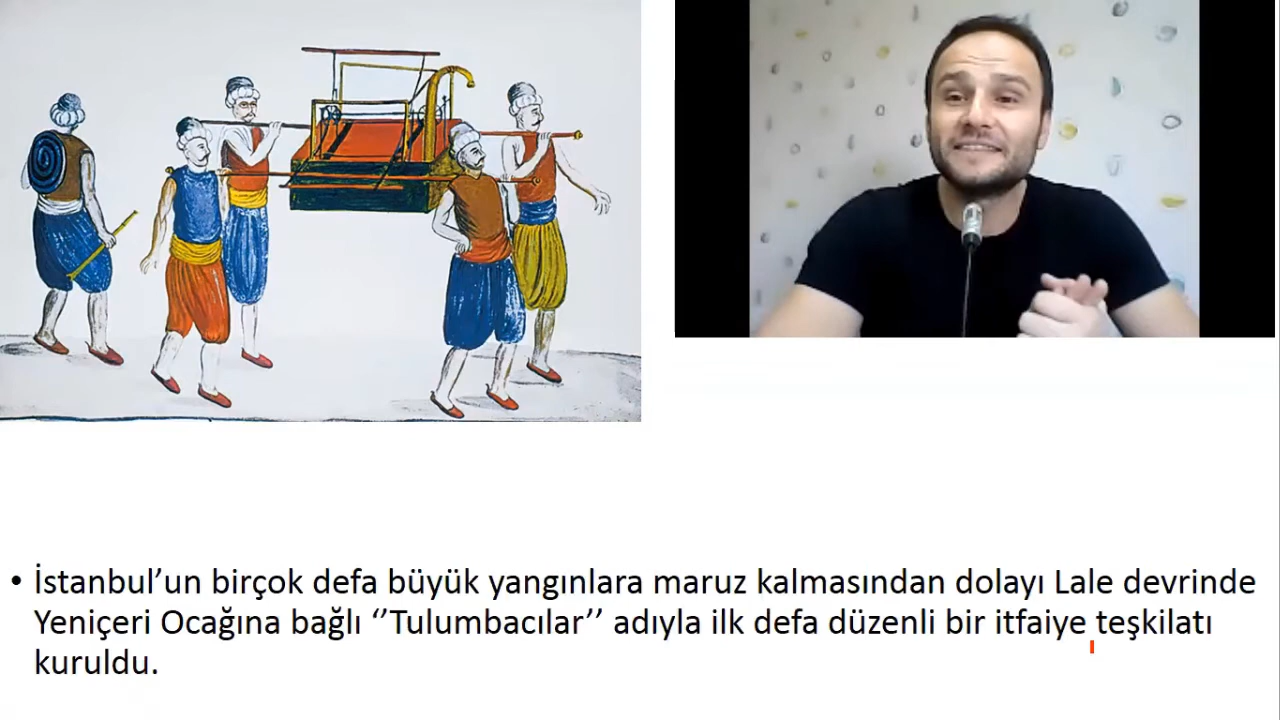 • İstanbul’un birçok defa büyük yangınlara maruz kalmasından dolayı Lale devrinde
Yeniçeri Ocağına bağlı ‘’Tulumbacılar’’ adıyla ilk defa düzenli bir itfaiye teşkilatı
kuruldu.